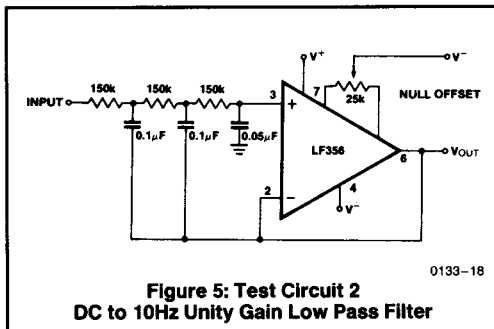 V+
V−
150k 150k 150k
3
7
25k
NULL OFFSET
INPUT
+
0.1μF 0.1μF 0.05μF
LF356
6
VOUT
2
−
4
V−
0133–18
Figure 5: Test Circuit 2
DC to 10Hz Unity Gain Low Pass Filter